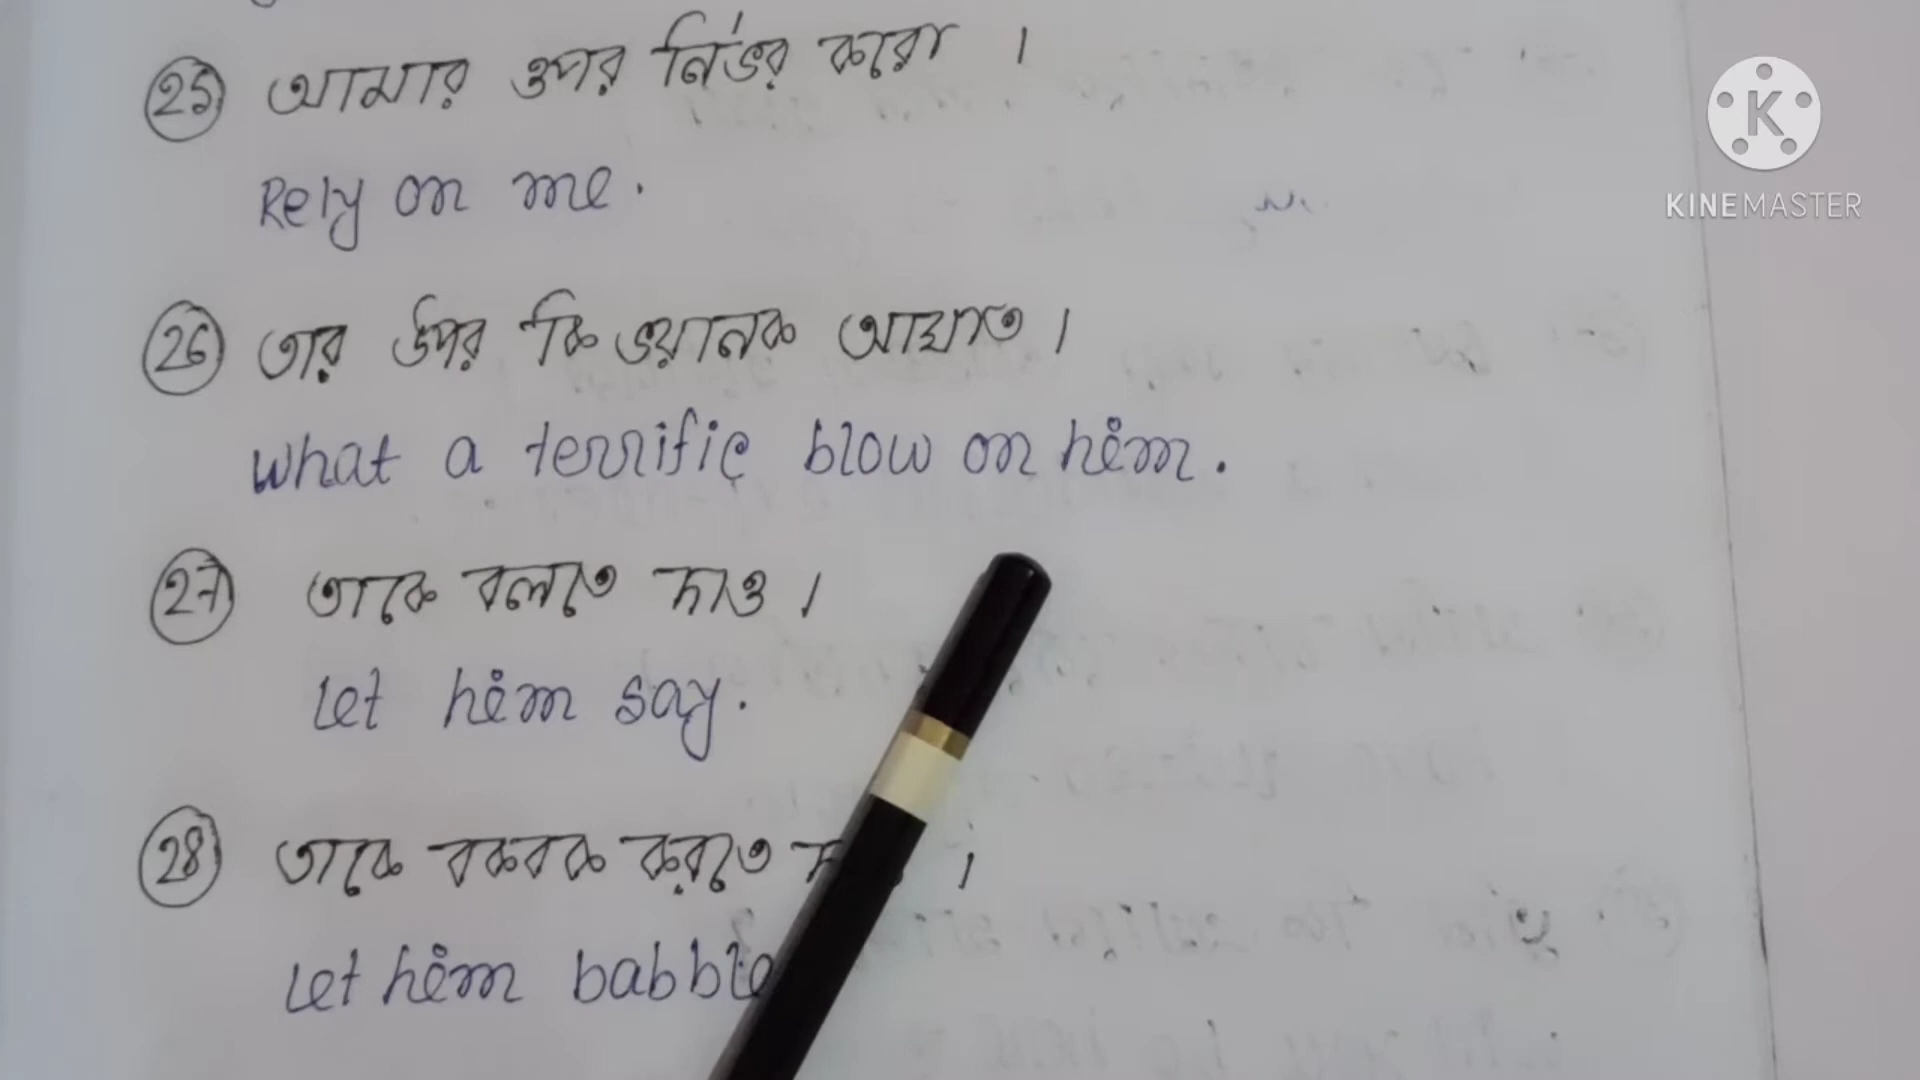 25 আমার ওপর নির্ভর করো ।
Rely on me.
26 তার উপর কি ভয়ানক আঘাত ।
What a terrific blow on him.
27 তাকে বলতে দাও ।
Let him say.
28 তাকে বকবক করতে ।
Let him babble
KINEMASTER